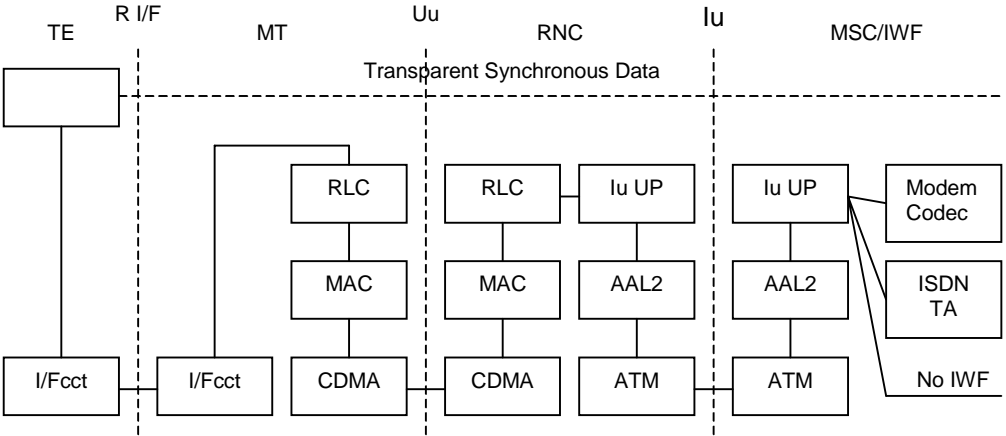 R I/F Uu Iu
TE MT RNC MSC/IWF
Transparent Synchronous Data
RLC RLC Iu UP Iu UP Modem
Codec
MAC MAC AAL2 AAL2 ISDN
TA
I/Fcct I/Fcct CDMA CDMA ATM ATM No IWF